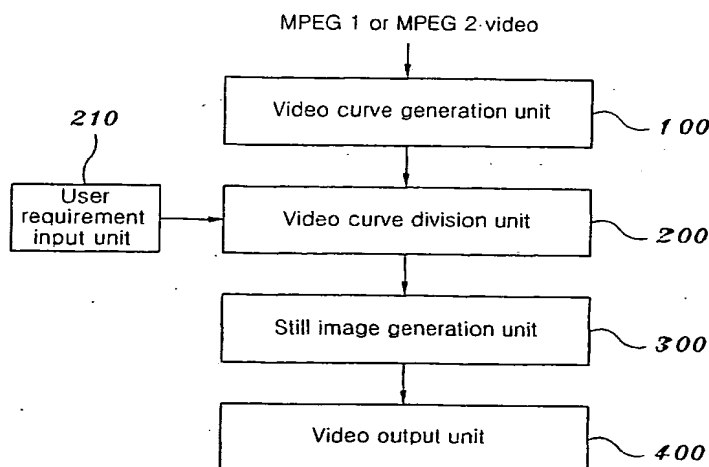 MPEG 1 or MPEG 2 video
Video curve generation unit
100
210
User
requirement
input unit
Video curve division unit
200
Still image generation unit
300
Video output unit
400